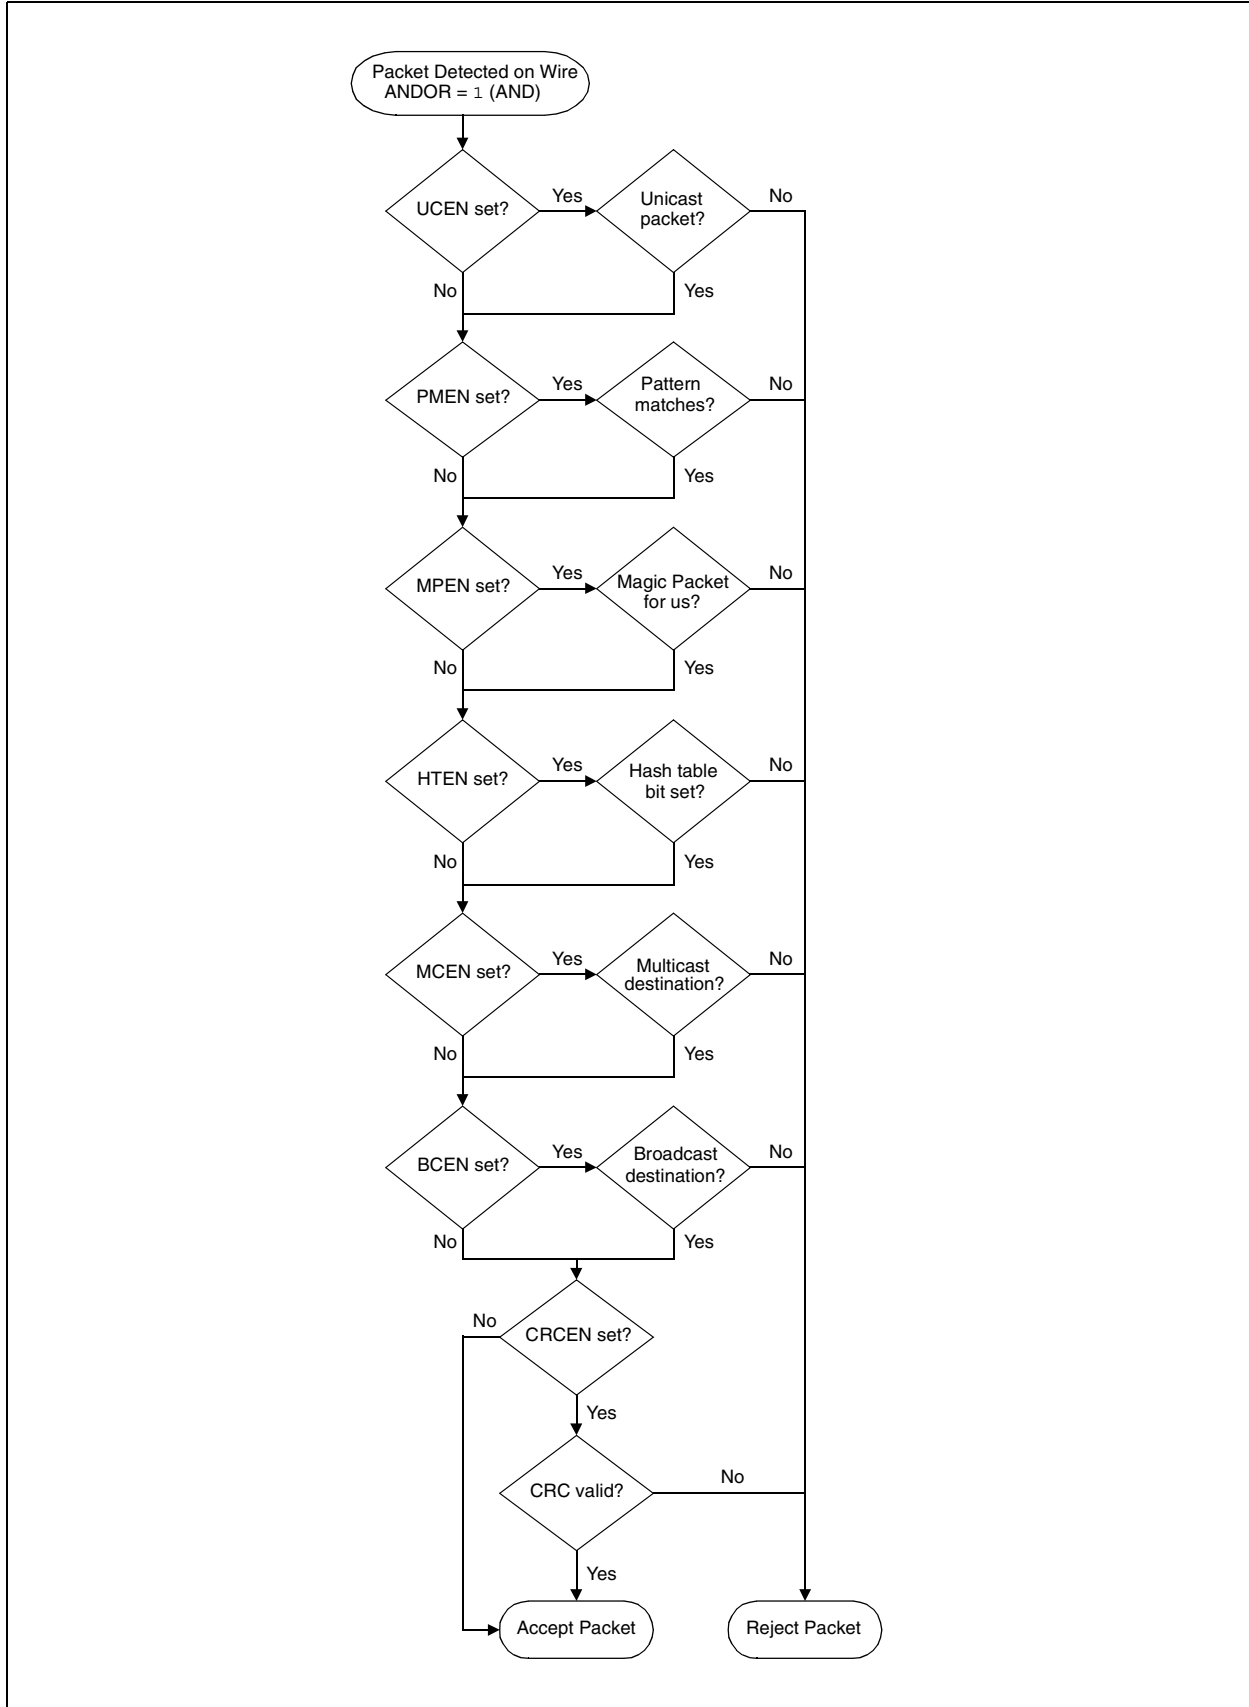 Packet Detected on Wire
ANDOR = 1 (AND)
UCEN set?
Yes
Unicast
packet?
No
No
Yes
PMEN set?
Yes
Pattern
matches?
No
No
Yes
MPEN set?
Yes
Magic Packet
for us?
No
No
Yes
HTEN set?
Yes
Hash table
bit set?
No
No
Yes
MCEN set?
Yes
Multicast
destination?
No
No
Yes
BCEN set?
Yes
Broadcast
destination?
No
No
Yes
No
CRCEN set?
Yes
CRC valid?
No
Yes
Accept Packet
Reject Packet